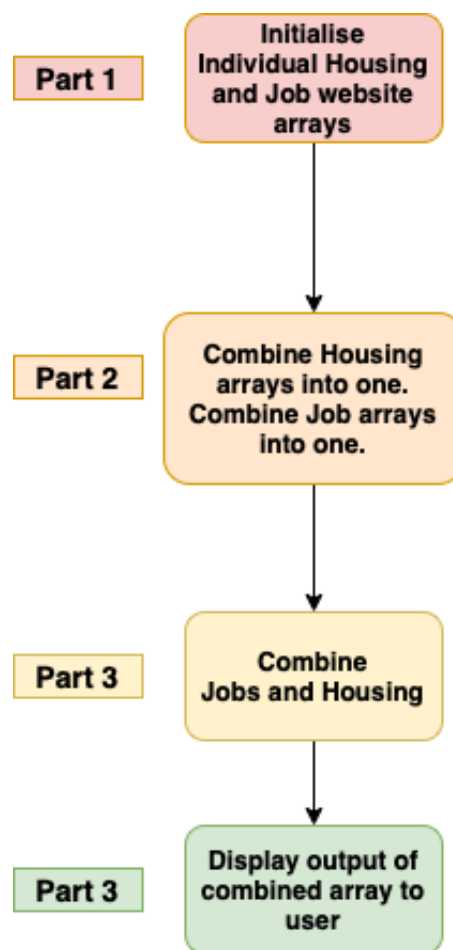 Part 1
Initialise
Individual Housing
and Job website
arrays
Part 2
Combine Housing
arrays into one.
Combine Job arrays
into one.
Part 3
Combine
Jobs and Housing
Part 3
Display output of
combined array to
user